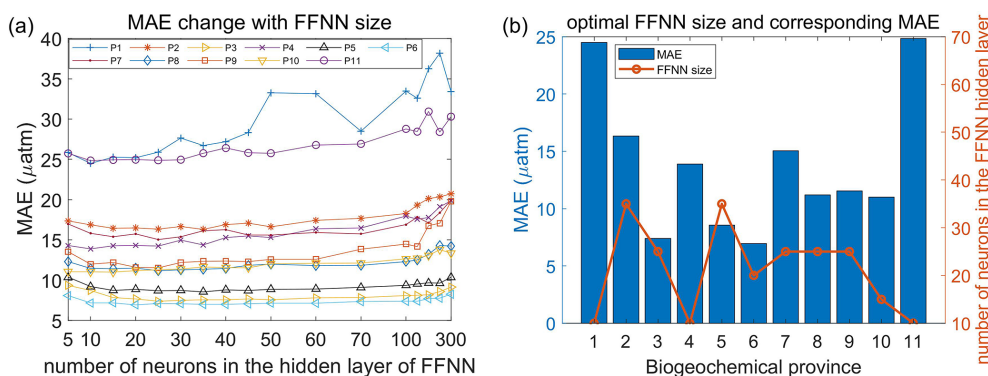 (a)
MAE change with FFNN size
P1 P2 P3 P4 P5 P6
P7 P8 P9 P10 P11
MAE (μatm)
40
35
30
25
20
15
10
5
5 10 20 30 40 50 60 70 100 300
number of neurons in the hidden layer of FFNN
(b)
optimal FFNN size and corresponding MAE
MAE
FFNN size
MAE (μatm)
25
20
15
10
5
0
1 2 3 4 5 6 7 8 9 10 11
Biogeochemical province
70
60
50
40
30
20
10
number of neurons in the FFNN hidden layer